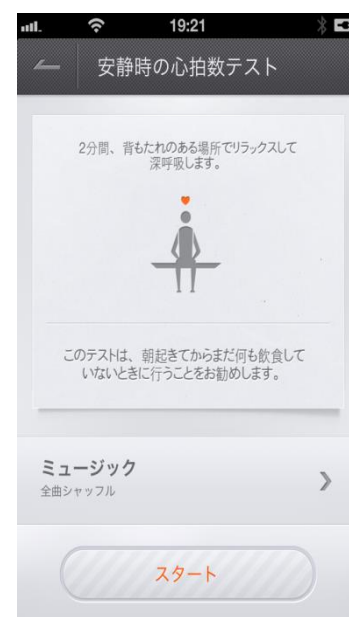 19:21
安静時の心拍数テスト
2分間、背もたれのある場所でリラックスして
深呼吸します。
このテストは、朝起きてからまだ何も飲食して
いないときに行うことをお勧めします。
ミュージック
全曲シャッフル
スタート